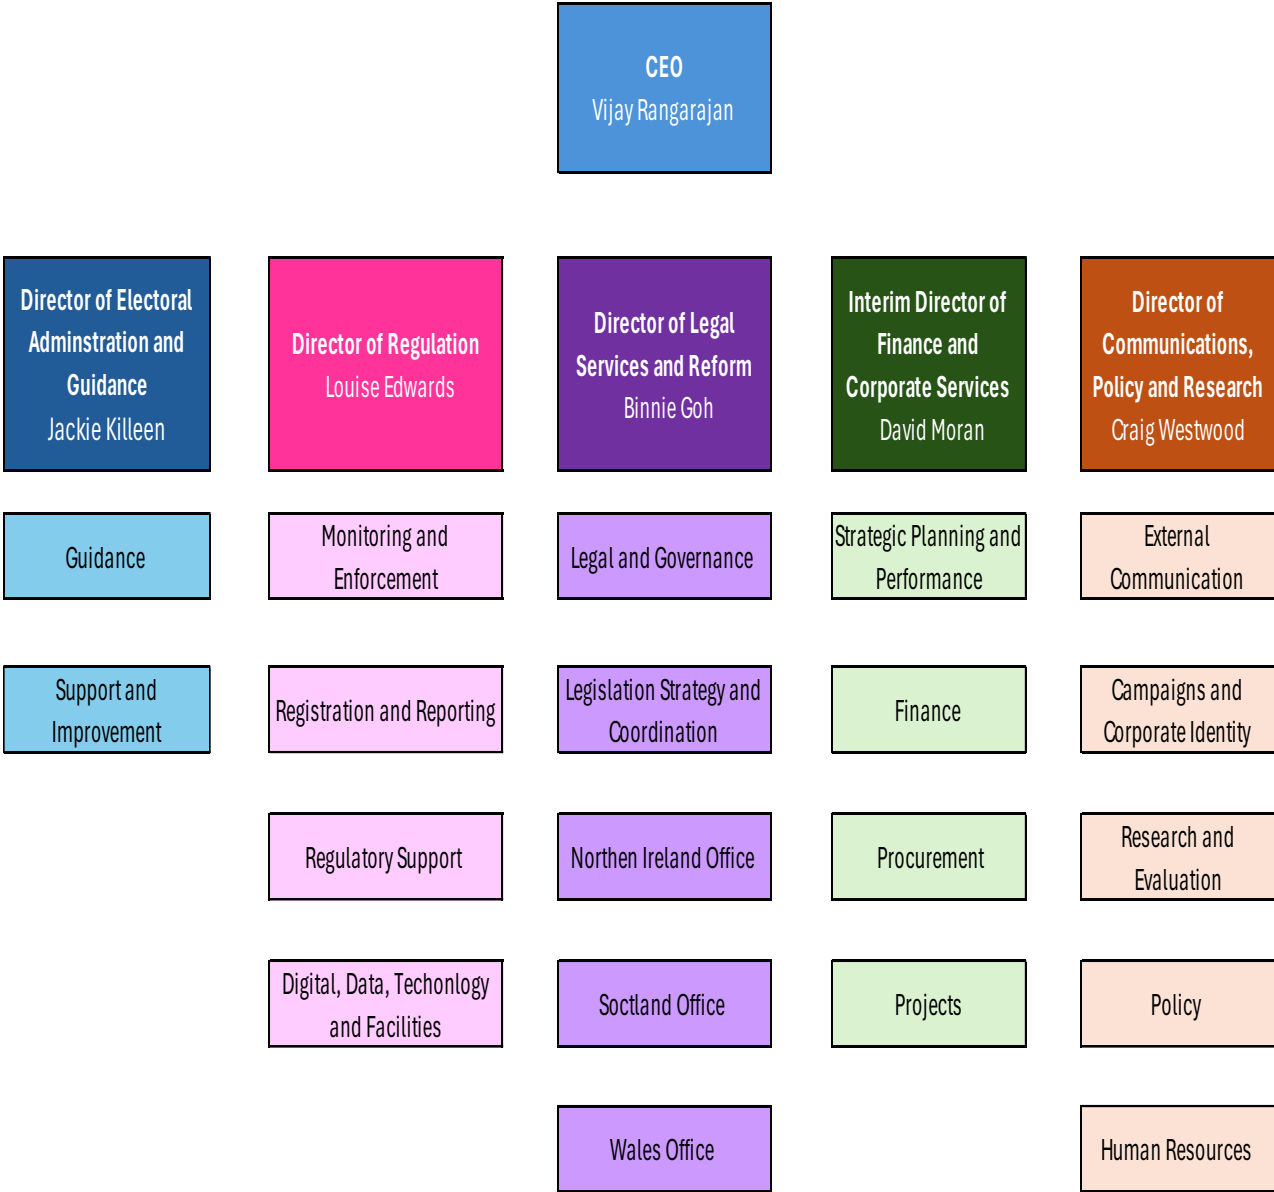 CEO
Vijay Rangarajan
Director of Electoral
Adminstration and
Guidance
Jackie Killeen
Director of Regulation
Louise Edwards
Director of Legal
Services and Reform
Binnie Goh
Interim Director of
Finance and
Corporate Services
David Moran
Director of
Communications,
Policy and Research
Craig Westwood
Guidance
Monitoring and
Enforcement
Legal and Governance
Strategic Planning and
Performance
External
Communication
Support and
Improvement
Registration and Reporting
Legislation Strategy and
Coordination
Finance
Campaigns and
Corporate Identity
Regulatory Support
Northen Ireland Office
Procurement
Research and
Evaluation
Digital, Data, Techonlogy
and Facilities
Soctland Office
Projects
Policy
Wales Office
Human Resources